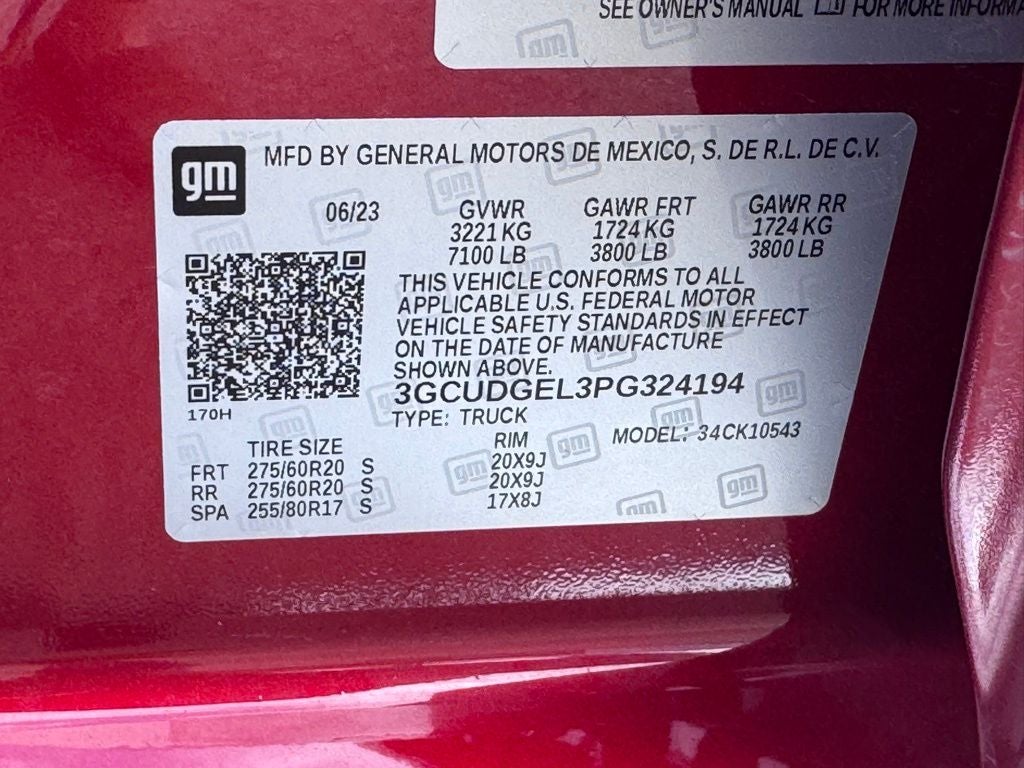 SEE OWNER'S MANUAL FOR MORE
gm
MFD BY GENERAL MOTORS DE MEXICO, S. DE R.L. DE C.V.
06/23 GVWR GAWR FRT GAWR RR
3221 KG 1724 KG 1724 KG
7100 LB 3800 LB 3800 LB
THIS VEHICLE CONFORMS TO ALL
APPLICABLE U.S. FEDERAL MOTOR
VEHICLE SAFETY STANDARDS IN EFFECT
ON THE DATE OF MANUFACTURE
SHOWN ABOVE.
3GCUDGEL3PG324194
170H
TYPE: TRUCK
MODEL: 34CK10543
TIRE SIZE RIM
FRT 275/60R20 S 20X9J
RR 275/60R20 S 20X9J
SPA 255/80R17 S 17X8J